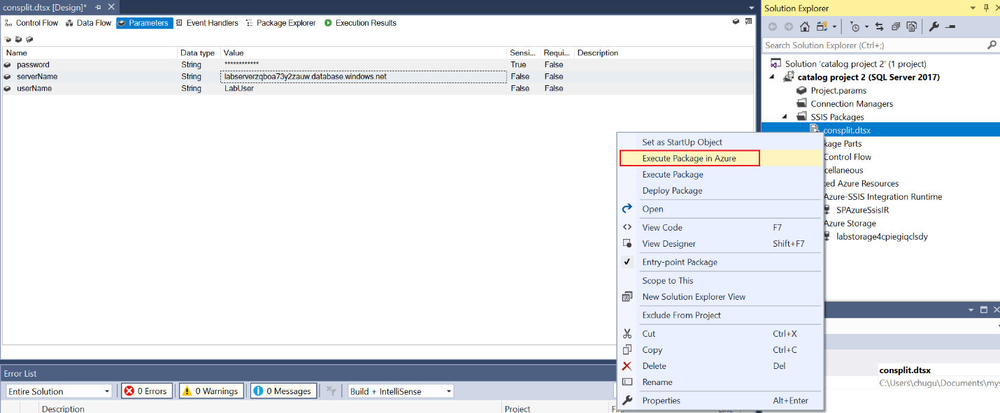 consplit.dtsx [Design]*
Control Flow Data Flow Parameters Event Handlers Package Explorer Execution Results
Name Data type Value Sensi... Requi... Description
password String ************ True False
serverName String labserverzqboa73y2zauw.database.windows.net False False
userName String LabUser False False
Solution Explorer
Search Solution Explorer (Ctrl+;)
Solution 'catalog project 2' (1 project)
catalog project 2 (SQL Server 2017)
Project.params
Connection Managers
SSIS Packages
consplit.dtsx
kage Parts
Control Flow
cellaneous
ed Azure Resources
Azure-SSIS Integration Runtime
SPAzureSsisIR
Azure Storage
labstorage4cpiegiqclsdy
Set as StartUp Object
Execute Package in Azure
Execute Package
Deploy Package
Open
View Code F7
View Designer Shift+F7
Entry-point Package
Scope to This
New Solution Explorer View
Exclude From Project
Cut Ctrl+X
Copy Ctrl+C
Delete Del
Rename
Properties Alt+Enter
consplit.dtsx
C:\Users\chugu\Documents\mys
Error List
Entire Solution 0 Errors 0 Warnings 0 Messages Build + IntelliSense
Description Project File Line